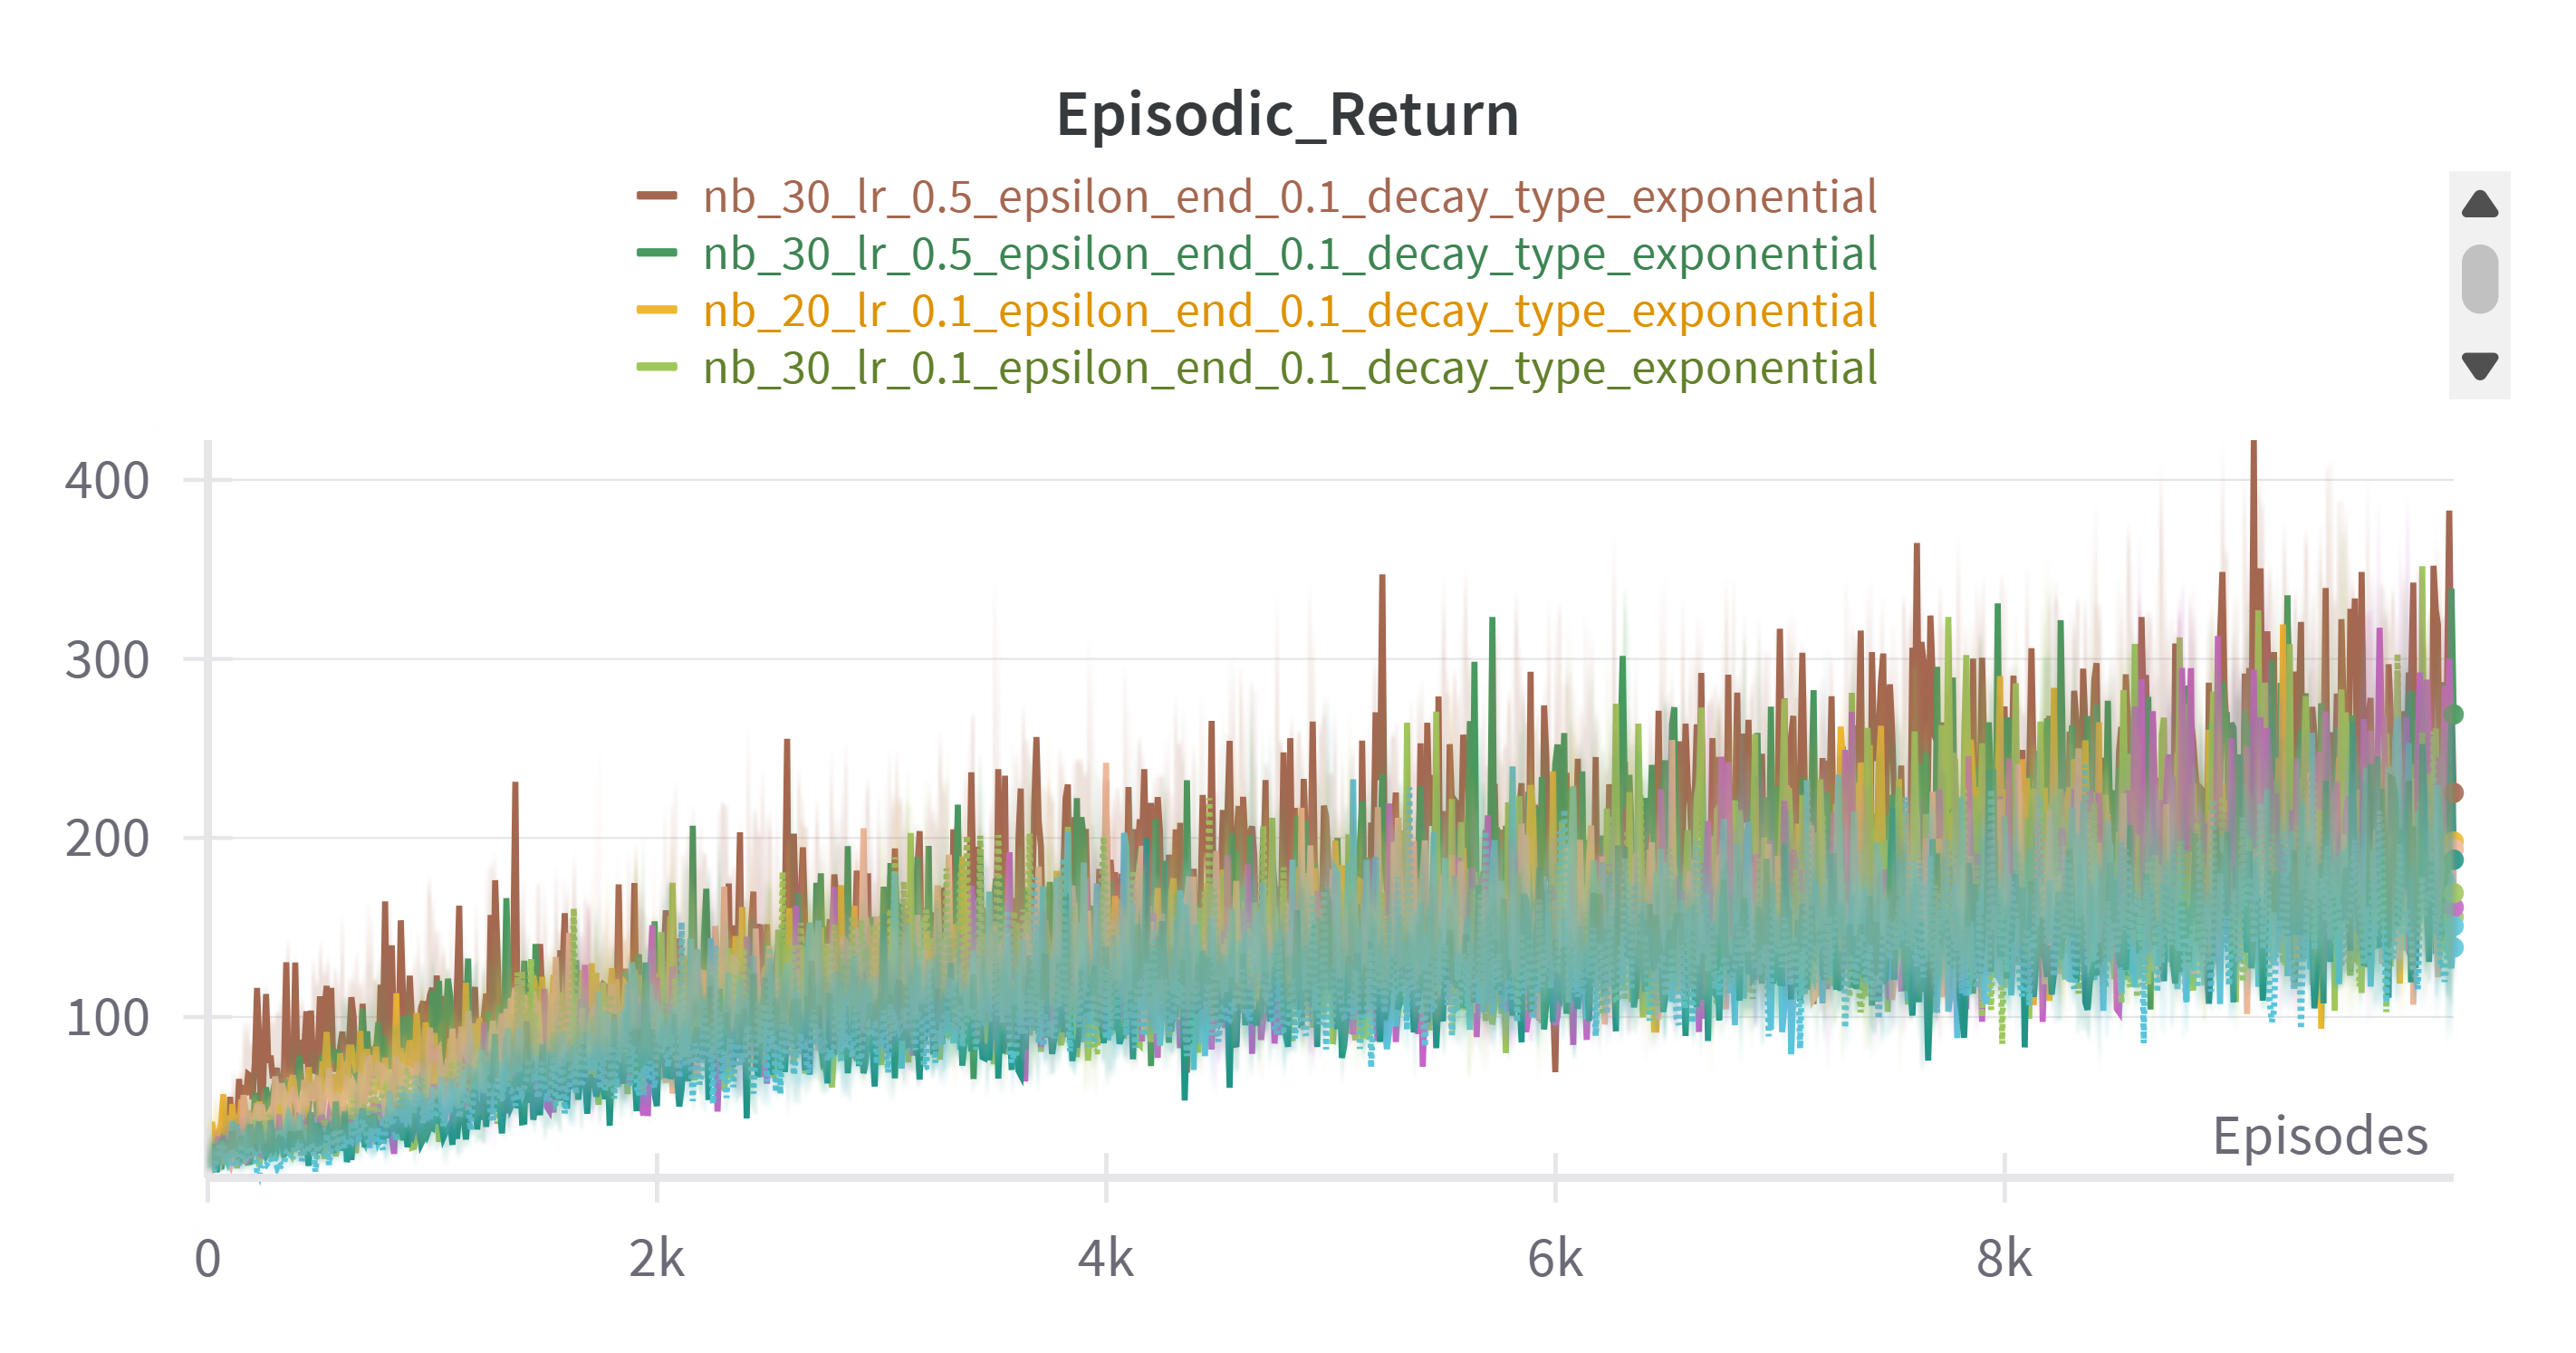 Episodic_Return
nb_30_lr_0.5_epsilon_end_0.1_decay_type_exponential
nb_30_lr_0.5_epsilon_end_0.1_decay_type_exponential
nb_20_lr_0.1_epsilon_end_0.1_decay_type_exponential
nb_30_lr_0.1_epsilon_end_0.1_decay_type_exponential
400
300
200
100
Episodes
0 2k 4k 6k 8k